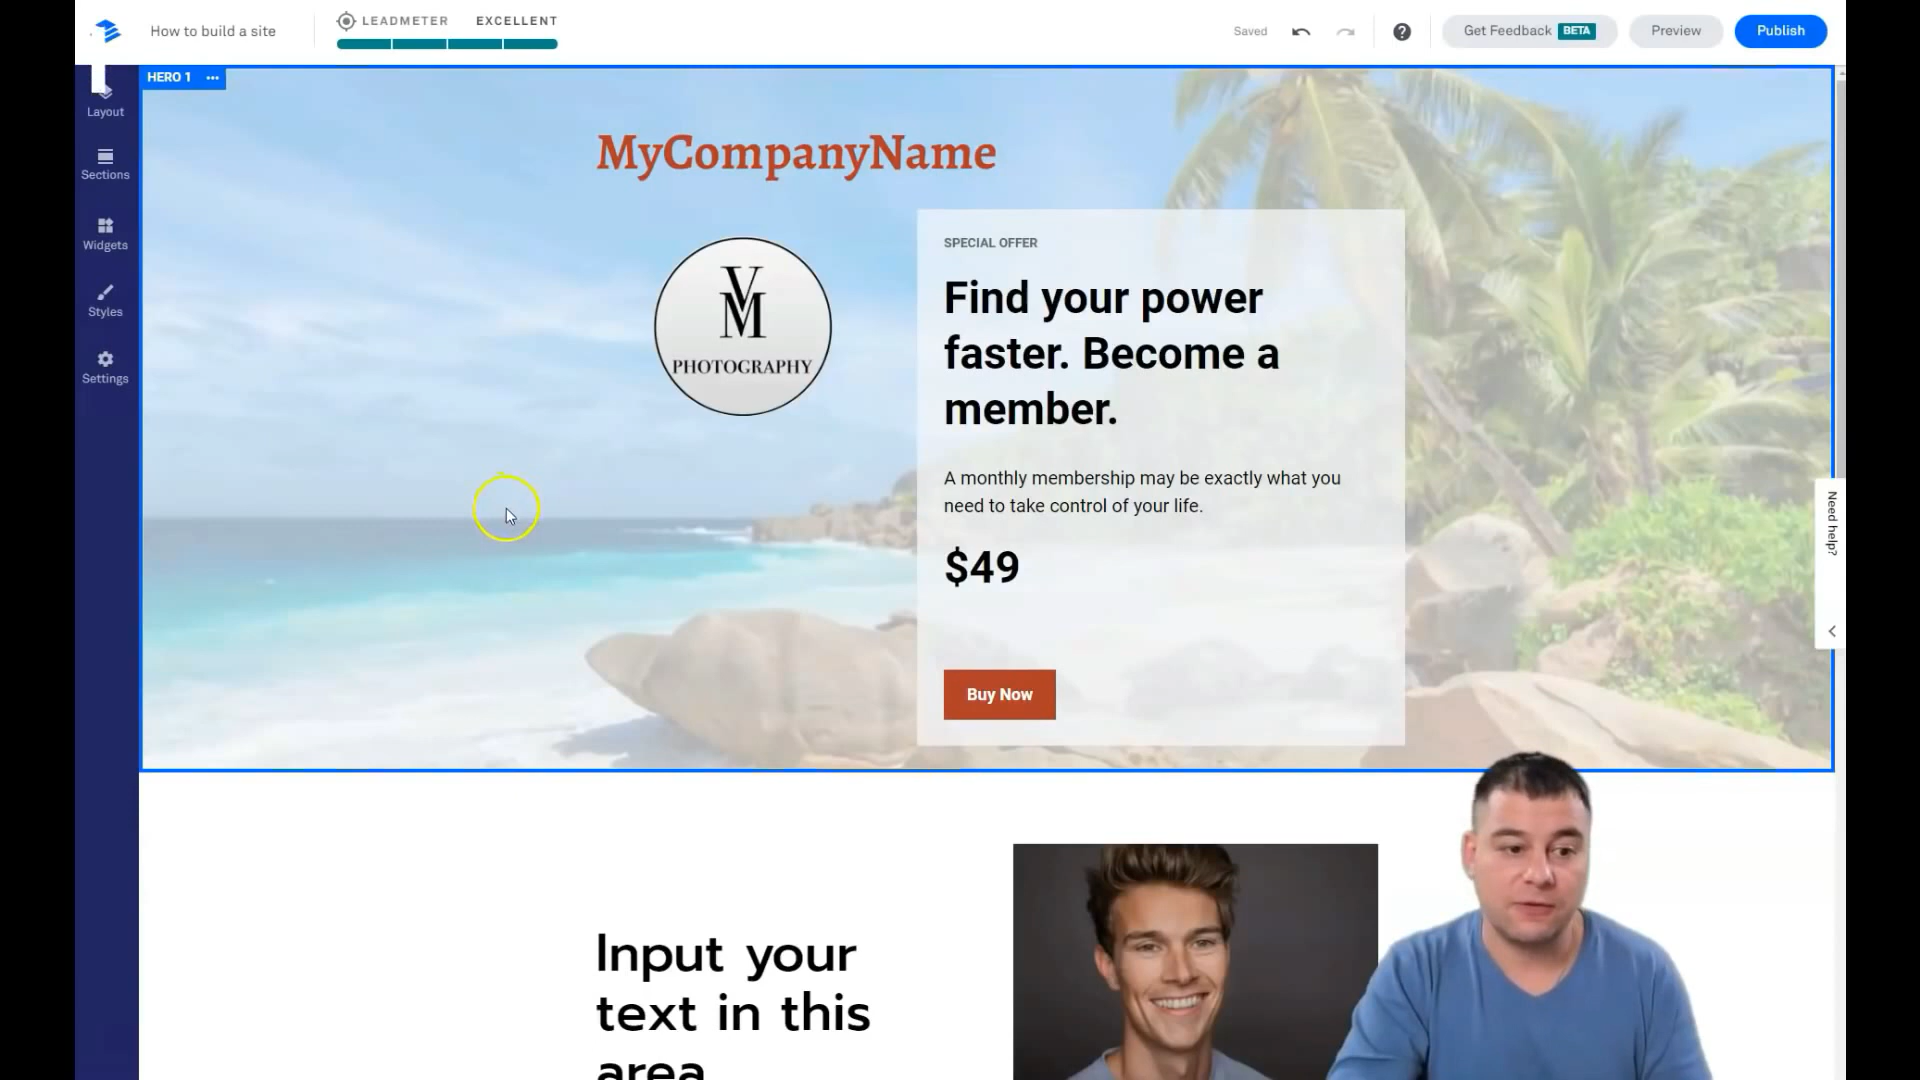 How to build a site
LEADMETER EXCELLENT
Saved
Get Feedback BETA
Preview
Publish
HERO 1 ...
Layout
Sections
Widgets
Styles
Settings
MyCompanyName
VM
PHOTOGRAPHY
SPECIAL OFFER
Find your power
faster. Become a
member.
A monthly membership may be exactly what you
need to take control of your life.
$49
Buy Now
Need help?
Input your
text in this
area